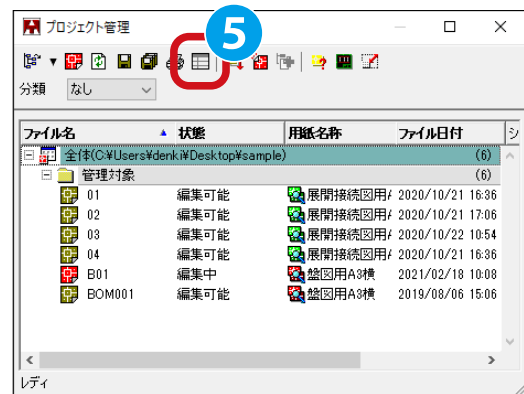 プロジェクト管理
5
分類 なし
ファイル名 状態 用紙名称 ファイル日付 シ
全体(C:¥Users¥denki¥Desktop¥sample) (6)
管理対象 (6)
01 編集可能 展開接続図用A 2020/10/21 16:36
02 編集可能 展開接続図用A 2020/10/21 17:06
03 編集可能 展開接続図用A 2020/10/22 10:54
04 編集可能 展開接続図用A 2020/10/21 16:36
B01 編集中 盤図用A3横 2021/02/18 10:08
BOM001 編集可能 盤図用A3横 2019/08/06 15:06
レディ